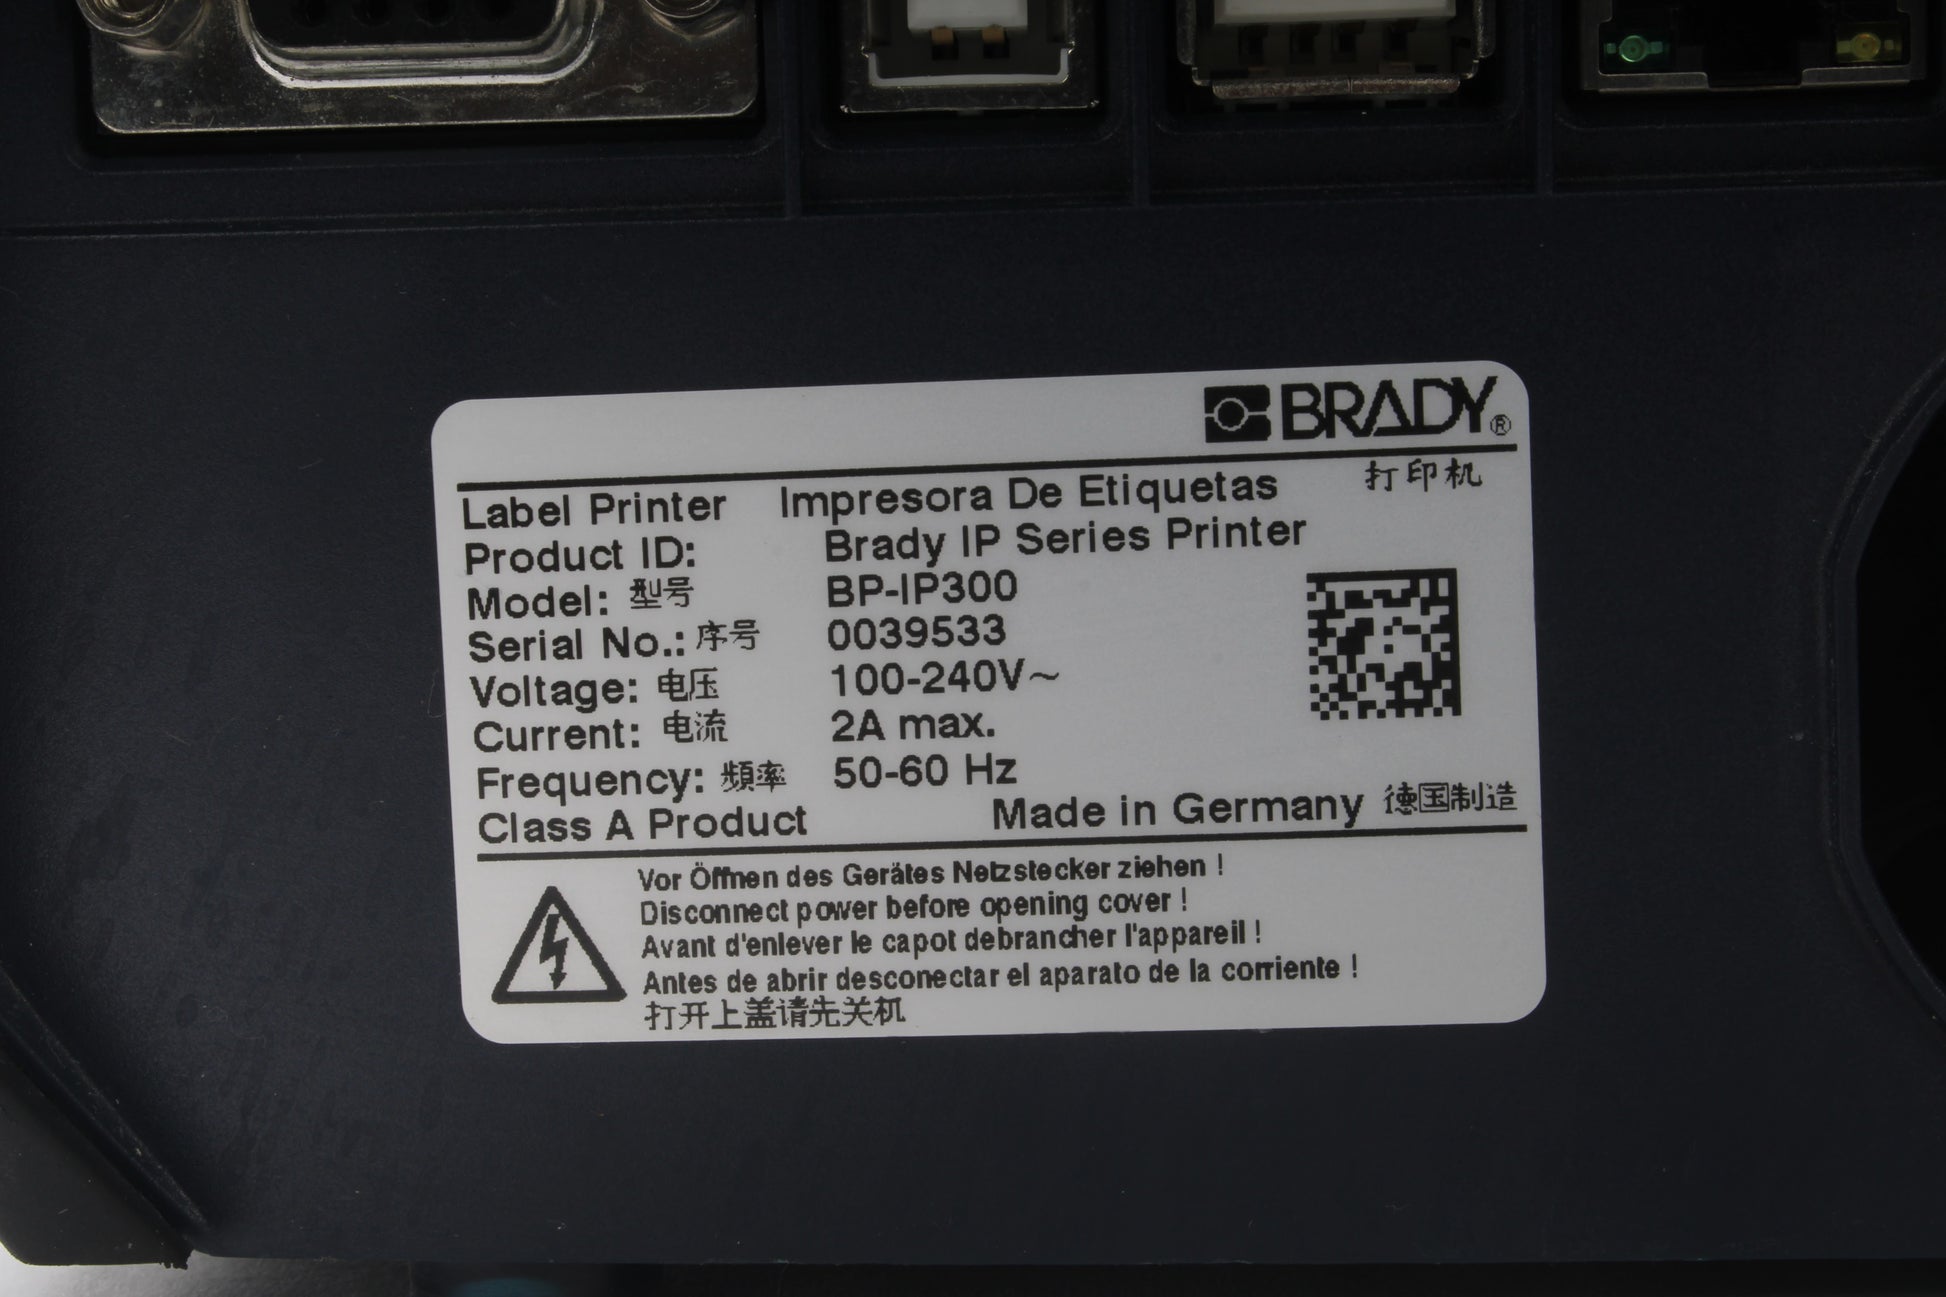 BRADY®
Label Printer Impresora De Etiquetas 打印机
Product ID: Brady IP Series Printer
Model: 型号 BP-IP300
Serial No.: 序号 0039533
Voltage: 电压 100-240V~
Current: 电流 2A max.
Frequency: 頻率 50-60 Hz
Class A Product Made in Germany 德国制造
Vor Öffnen des Gerätes Netzstecker ziehen !
Disconnect power before opening cover !
Avant d'enlever le capot debrancher l'appareil !
Antes de abrir desconectar el aparato de la corriente !
打开上盖请先关机